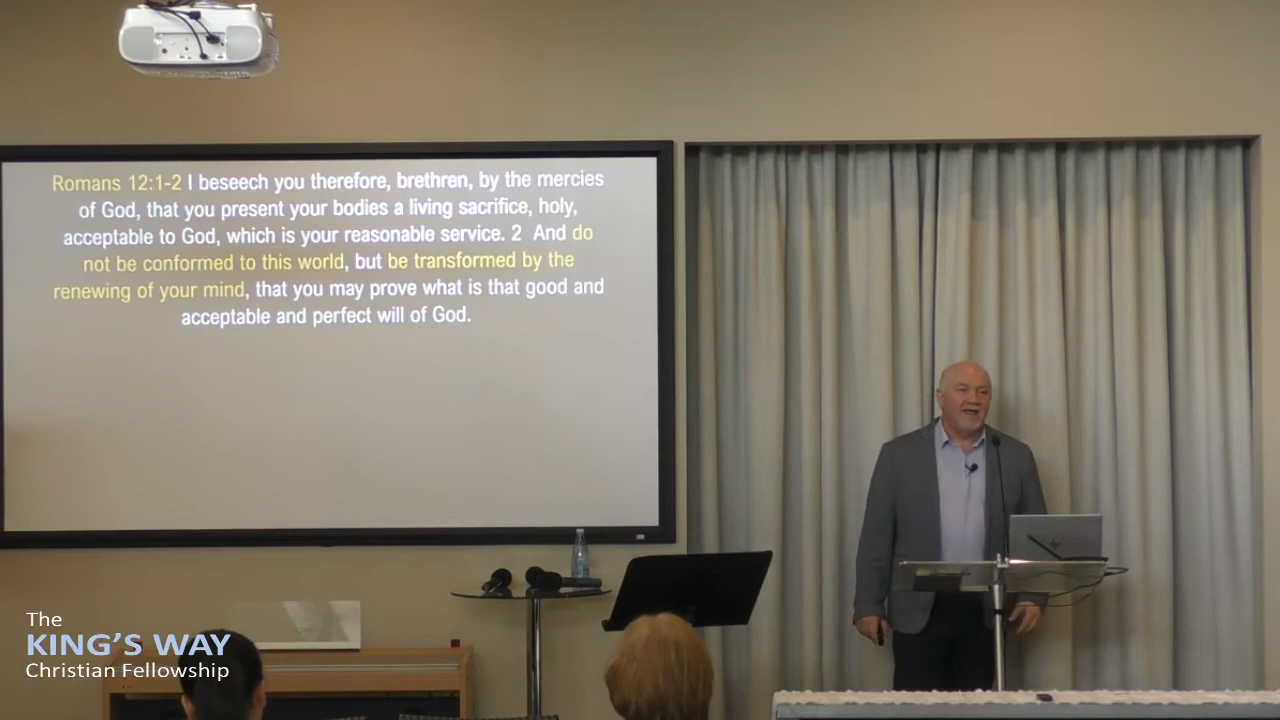 Romans 12:1-2 I beseech you therefore, brethren, by the mercies
of God, that you present your bodies a living sacrifice, holy,
acceptable to God, which is your reasonable service. 2 And do
not be conformed to this world, but be transformed by the
renewing of your mind, that you may prove what is that good and
acceptable and perfect will of God.
The
KING'S WAY
Christian Fellowship